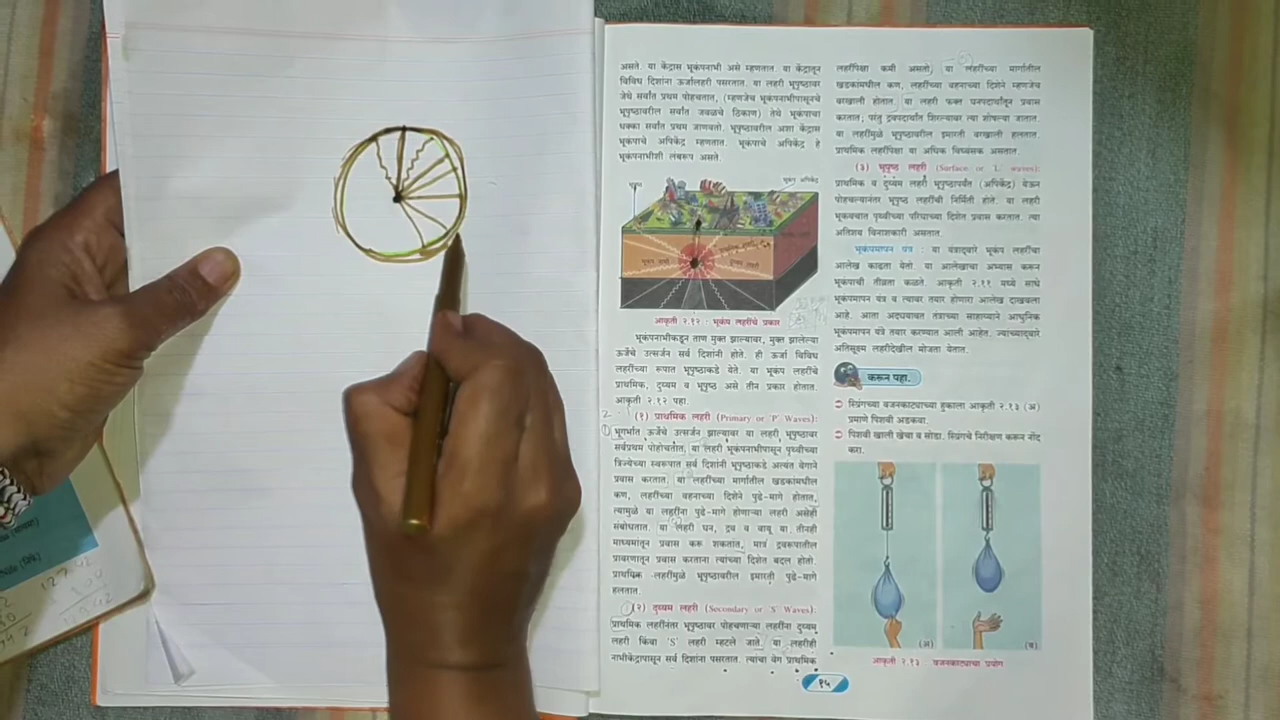 असते. या केंद्रास भूकंपनाभी असे म्हणतात. या केंद्रातून
विविध दिशांना ऊर्जालहरी पसरतात. या लहरी भूपृष्ठावर
जेथे सर्वांत प्रथम पोहचतात, (म्हणजेच भूकंपनाभीपासूनचे
भूपृष्ठावरील सर्वांत जवळचे ठिकाण) तेथे भूकंपाचा
धक्का सर्वांत प्रथम जाणवतो. भूपृष्ठावरील अशा केंद्रास
भूकंपाचे अपिकेंद्र म्हणतात. भूकंपाचे अपिकेंद्र हे
भूकंपनाभीशी लंबरूप असते.
भूकंप अपिकेंद्र
आकृती २.१२ : भूकंप लहरींचे प्रकार
भूकंपनाभीकडून ताण मुक्त झाल्यावर, मुक्त झालेल्या
ऊर्जेचे उत्सर्जन सर्व दिशांनी होते. ही ऊर्जा विविध
लहरींच्या रूपात भूपृष्ठाकडे येते. या भूकंप लहरींचे
प्राथमिक, दुय्यम व भूपृष्ठ असे तीन प्रकार होतात.
आकृती २.१२ पहा.
(१) प्राथमिक लहरी (Primary or 'P' Waves):
भूगर्भात ऊर्जेचे उत्सर्जन झाल्यावर या लहरी भूपृष्ठावर
सर्वप्रथम पोहोचतात. या लहरी भूकंपनाभीपासून पृथ्वीच्या
त्रिज्येच्या स्वरूपात सर्व दिशांनी भूपृष्ठाकडे अत्यंत वेगाने
प्रवास करतात. या लहरींच्या मार्गातील खडकांमधील
कण, लहरींच्या वहनाच्या दिशेने पुढे-मागे होतात,
त्यामुळे या लहरींना पुढे-मागे होणाऱ्या लहरी असेही
संबोधतात. या लहरी घन, द्रव व वायू या तीनही
माध्यमांतून प्रवास करू शकतात, मात्र द्रवरूपातील
प्रावरणातून प्रवास करताना त्यांच्या दिशेत बदल होतो.
प्राथमिक लहरींमुळे भूपृष्ठावरील इमारती पुढे-मागे
हलतात.
(२) दुय्यम लहरी (Secondary or 'S' Waves):
प्राथमिक लहरींनंतर भूपृष्ठावर पोहचणाऱ्या लहरींना दुय्यम
लहरी किंवा 'S' लहरी म्हटले जाते. या लहरीही
नाभीकेंद्रापासून सर्व दिशांना पसरतात. त्यांचा वेग प्राथमिक
लहरींपेक्षा कमी असतो. या लहरींच्या मार्गातील
खडकांमधील कण, लहरींच्या वहनाच्या दिशेने म्हणजेच
वरखाली होतात. या लहरी फक्त घनपदार्थांतून प्रवास
करतात; परंतु द्रवपदार्थांत शिरल्यावर त्या शोषल्या जातात.
या लहरींमुळे भूपृष्ठावरील इमारती वरखाली हलतात.
प्राथमिक लहरींपेक्षा या अधिक विध्वंसक असतात.
(३) भूपृष्ठ लहरी (Surface or 'L' waves):
प्राथमिक व दुय्यम लहरी भूपृष्ठापर्यंत (अपिकेंद्र) येऊन
पोहचल्यानंतर भूपृष्ठ लहरींची निर्मिती होते. या लहरी
भूकवचात पृथ्वीच्या परिघाच्या दिशेत प्रवास करतात. त्या
अतिशय विनाशकारी असतात.
भूकंपमापन यंत्र : या यंत्राद्वारे भूकंप लहरींचा
आलेख काढता येतो. या आलेखाचा अभ्यास करून
भूकंपाची तीव्रता कळते. आकृती २.११ मध्ये साधे
भूकंपमापन यंत्र व त्यावर तयार होणारा आलेख दाखवला
आहे. आता अद्ययावत तंत्राच्या साहाय्याने आधुनिक
भूकंपमापन यंत्रे तयार करण्यात आली आहेत. ज्यांच्याद्वारे
अतिसूक्ष्म लहरींदेखील मोजता येतात.
करून पहा.
स्प्रिंगच्या वजनकाट्याच्या हुकाला आकृती २.१३ (अ)
प्रमाणे पिशवी अडकवा.
पिशवी खाली खेचा व सोडा. स्प्रिंगचे निरीक्षण करून नोंद
करा.
(अ)
(ब)
आकृती २.१३ : वजनकाट्याचा प्रयोग
१५